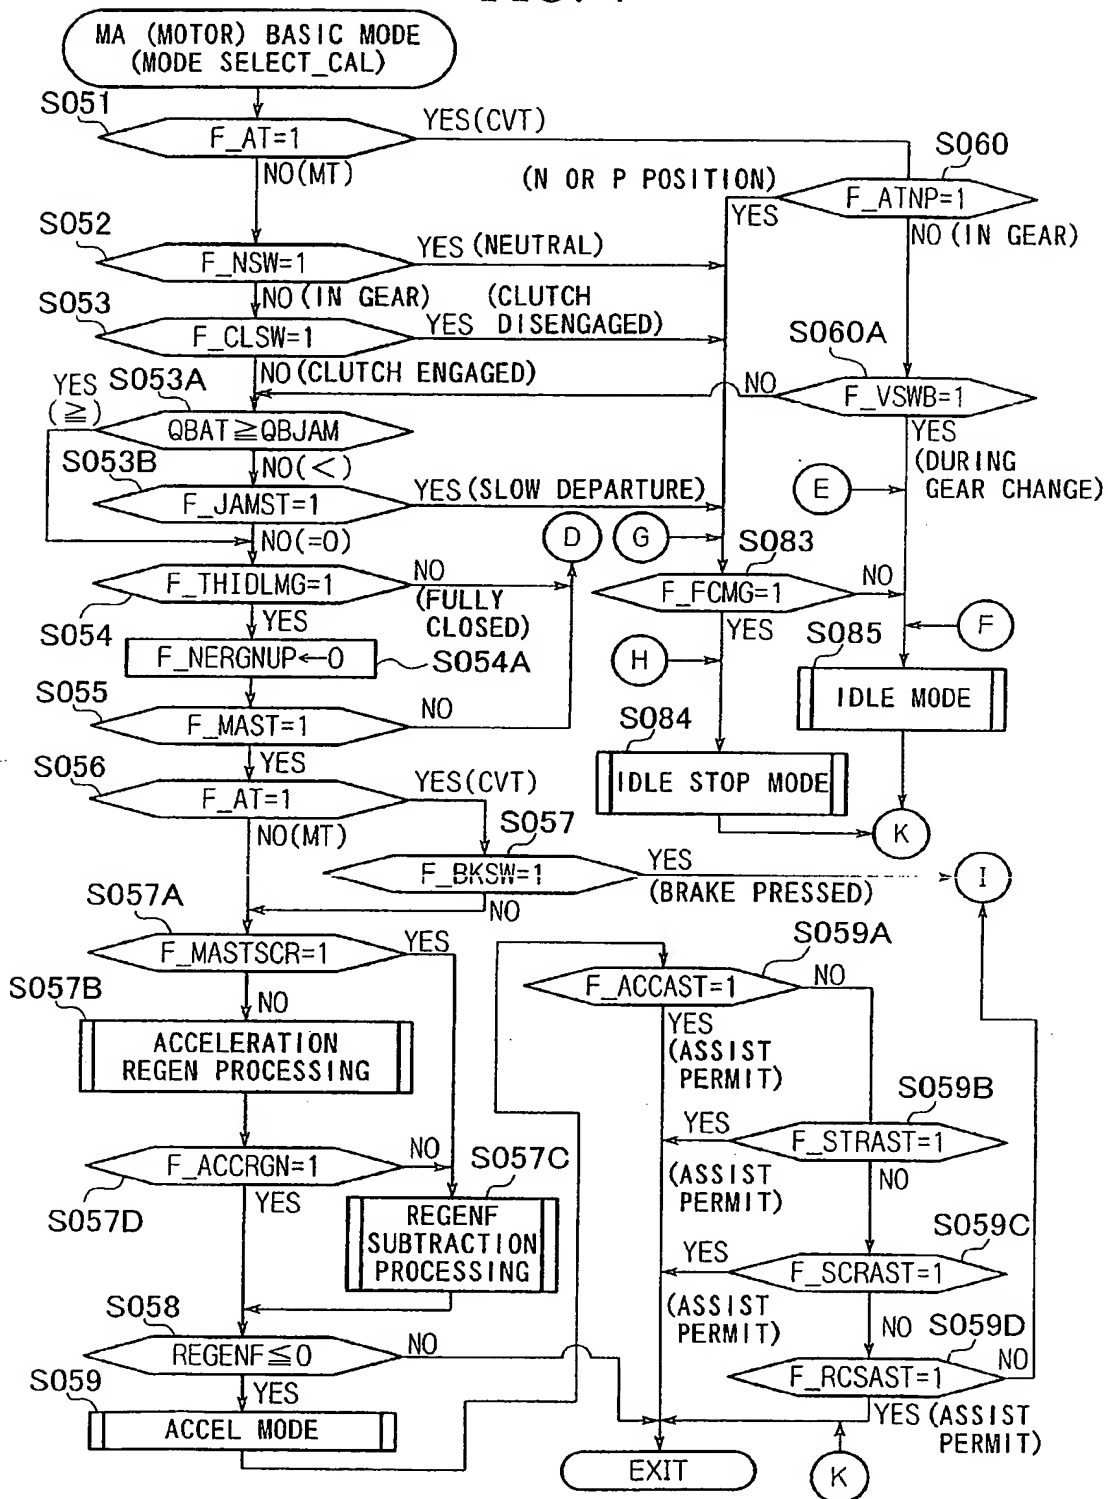 MA (MOTOR) BASIC MODE
(MODE SELECT_CAL)
S051
F_AT=1
YES(CVT)
NO(MT)
S060
(N OR P POSITION)
F_ATNP=1
YES
NO (IN GEAR)
S052
F_NSW=1
YES (NEUTRAL)
NO (IN GEAR)
S053
F_CLSW=1
YES (CLUTCH
DISENGAGED)
NO (CLUTCH ENGAGED)
S060A
F_VSWB=1
NO
YES
(DURING
GEAR CHANGE)
S053A
YES
(≧)
QBAT≧QBJAM
NO(<)
S053B
F_JAMST=1
YES (SLOW DEPARTURE)
NO(=0)
E
D
G
S083
F_FCMG=1
NO
YES
F_THIDLMG=1
S054
NO
(FULLY
CLOSED)
YES
F_NERGNUP←0
S054A
H
F
S085
IDLE MODE
S055
F_MAST=1
NO
YES
S084
IDLE STOP MODE
K
S056
F_AT=1
YES(CVT)
NO(MT)
S057
F_BKSW=1
YES
(BRAKE PRESSED)
NO
I
S057A
F_MASTSCR=1
YES
NO
S057B
ACCELERATION
REGEN PROCESSING
F_ACCRGN=1
S057D
NO
YES
S057C
REGENF
SUBTRACTION
PROCESSING
S058
REGENF≦0
NO
YES
S059
ACCEL MODE
S059A
F_ACCAST=1
NO
YES
(ASSIST
PERMIT)
S059B
F_STRAST=1
YES
(ASSIST
PERMIT)
NO
S059C
F_SCRAST=1
YES
(ASSIST
PERMIT)
NO
S059D
F_RCSAST=1
NO
YES (ASSIST
PERMIT)
EXIT
K